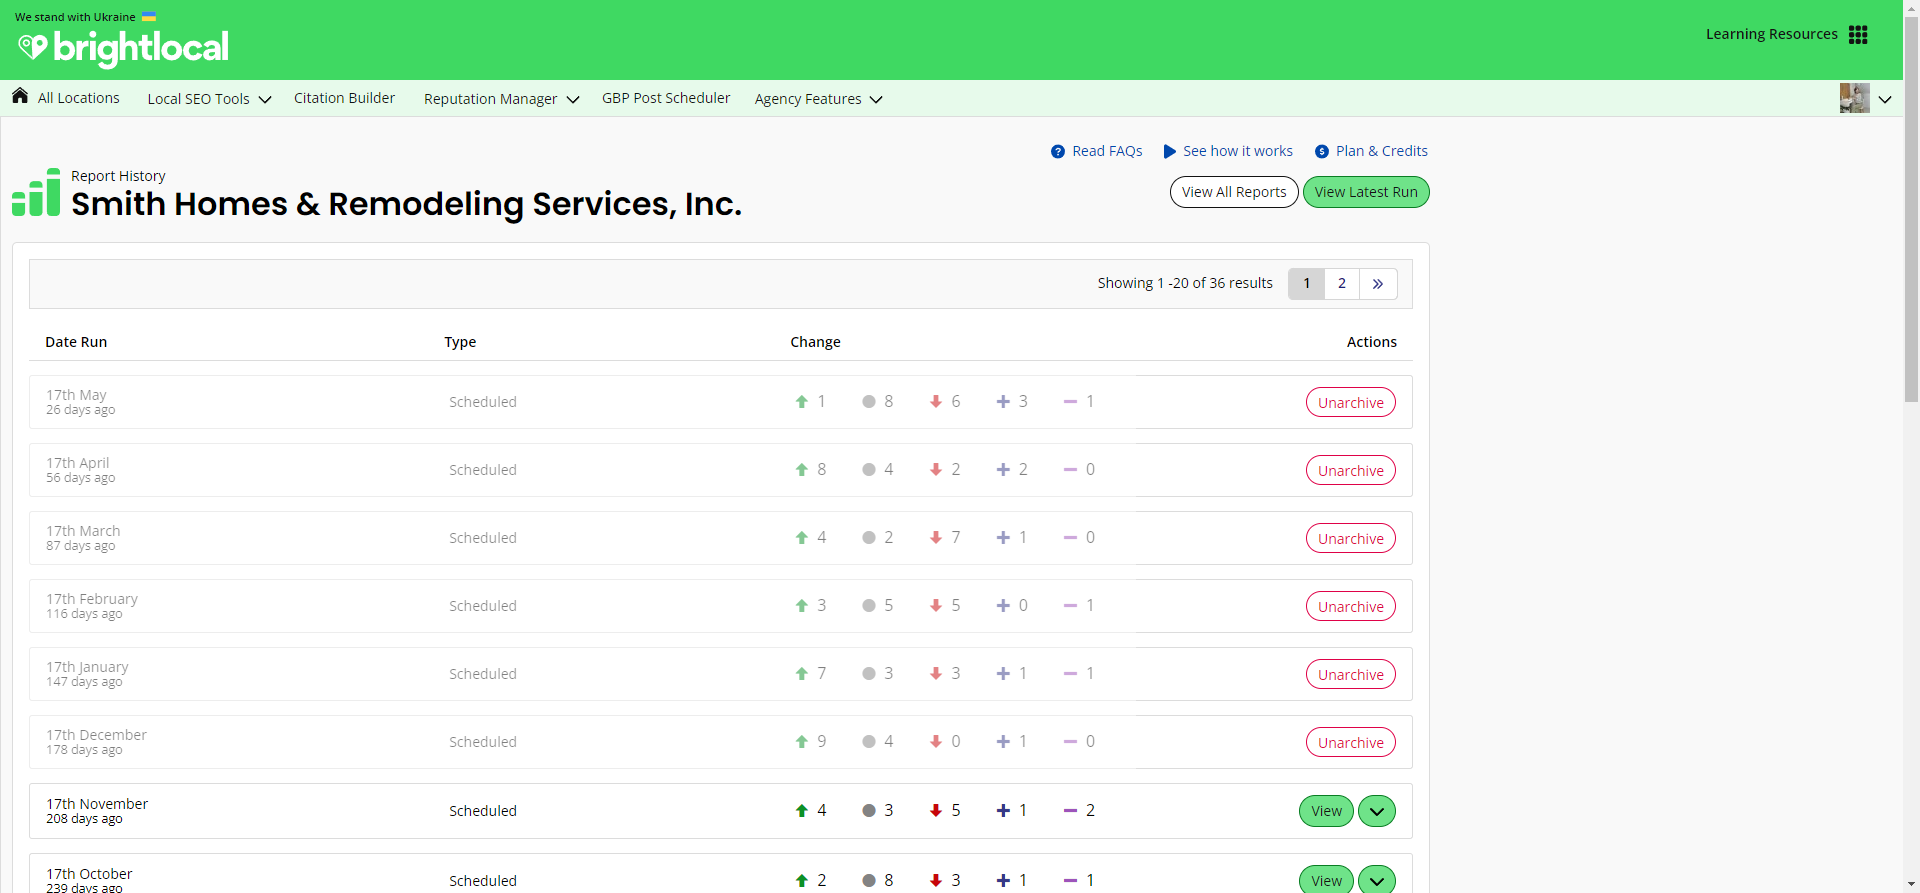 We stand with Ukraine
brightlocal
Learning Resources
All Locations Local SEO Tools Citation Builder Reputation Manager GBP Post Scheduler Agency Features
Read FAQs See how it works Plan & Credits
Report History
Smith Homes & Remodeling Services, Inc.
View All Reports View Latest Run
Showing 1 -20 of 36 results 1 2 »
Date Run Type Change Actions
17th May
26 days ago
Scheduled 1 8 6 3 1 Unarchive
17th April
56 days ago
Scheduled 8 4 2 2 0 Unarchive
17th March
87 days ago
Scheduled 4 2 7 1 0 Unarchive
17th February
116 days ago
Scheduled 3 5 5 0 1 Unarchive
17th January
147 days ago
Scheduled 7 3 3 1 1 Unarchive
17th December
178 days ago
Scheduled 9 4 0 1 0 Unarchive
17th November
208 days ago
Scheduled 4 3 5 1 2 View
17th October
239 days ago
Scheduled 2 8 3 1 1 View